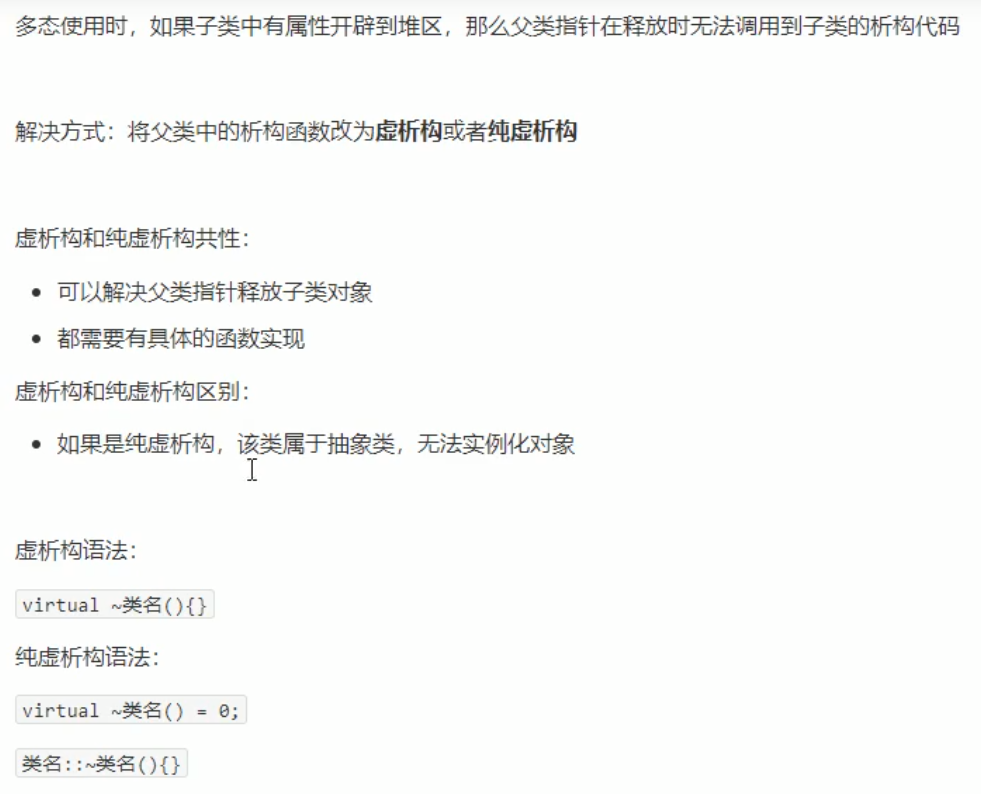 多态使用时，如果子类中有属性开辟到堆区，那么父类指针在释放时无法调用到子类的析构代码
解决方式：将父类中的析构函数改为虚析构或者纯虚析构
虚析构和纯虚析构共性：
可以解决父类指针释放子类对象
都需要有具体的函数实现
虚析构和纯虚析构区别：
如果是纯虚析构，该类属于抽象类，无法实例化对象
虚析构语法：
virtual ~类名(){}
纯虚析构语法：
virtual ~类名() = 0;
类名::~类名(){}